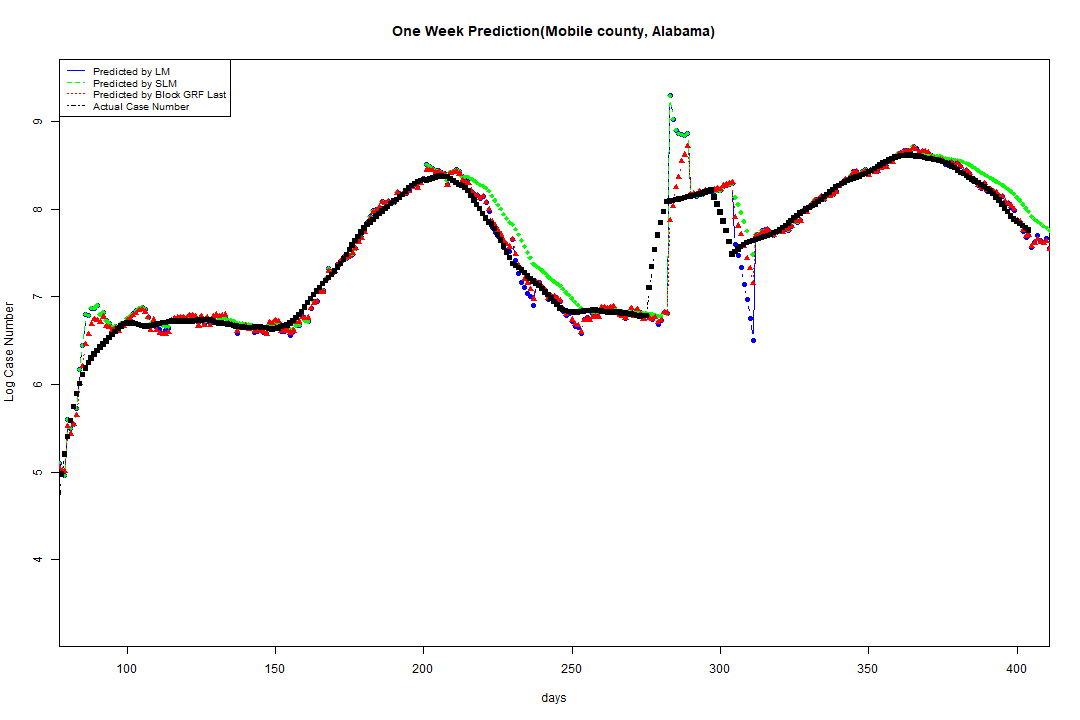 One Week Prediction(Mobile county, Alabama)
Predicted by LM
Predicted by SLM
Predicted by Block GRF Last
Actual Case Number
Log Case Number
9
8
7
6
5
4
100 150 200 250 300 350 400
days